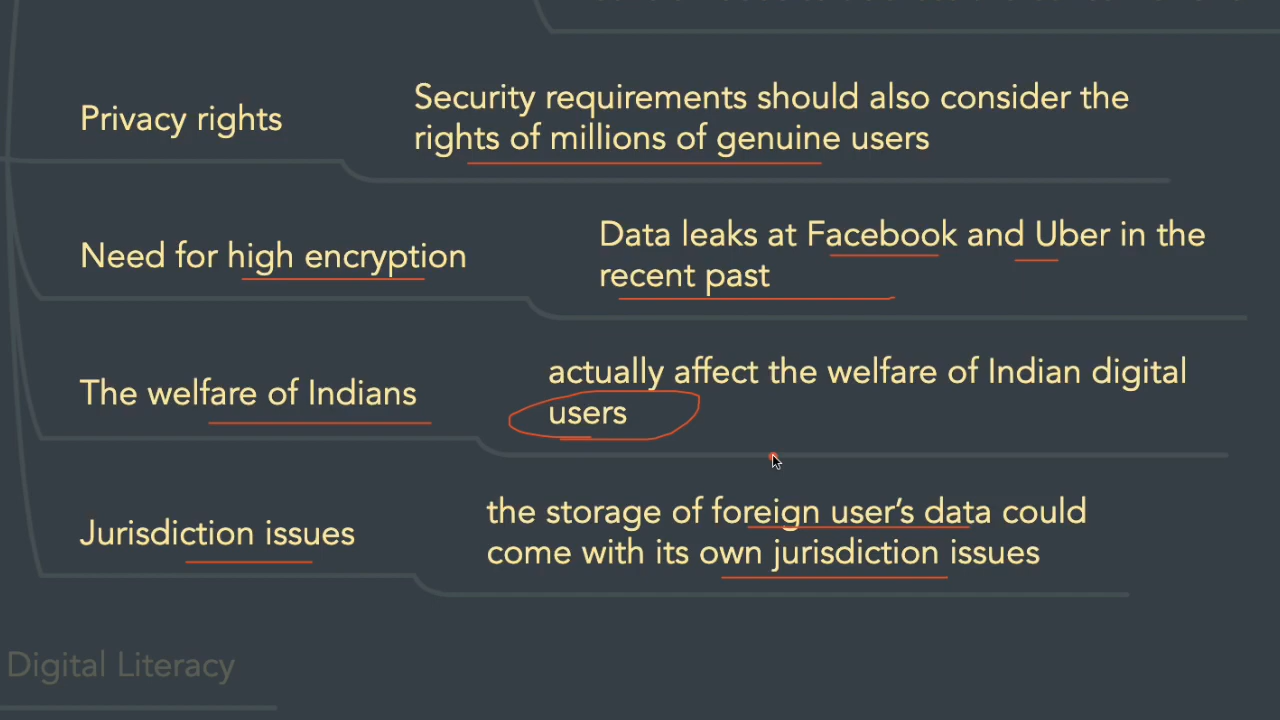 Privacy rights
Security requirements should also consider the
rights of millions of genuine users
Need for high encryption
Data leaks at Facebook and Uber in the
recent past
The welfare of Indians
actually affect the welfare of Indian digital
users
Jurisdiction issues
the storage of foreign user's data could
come with its own jurisdiction issues
Digital Literacy